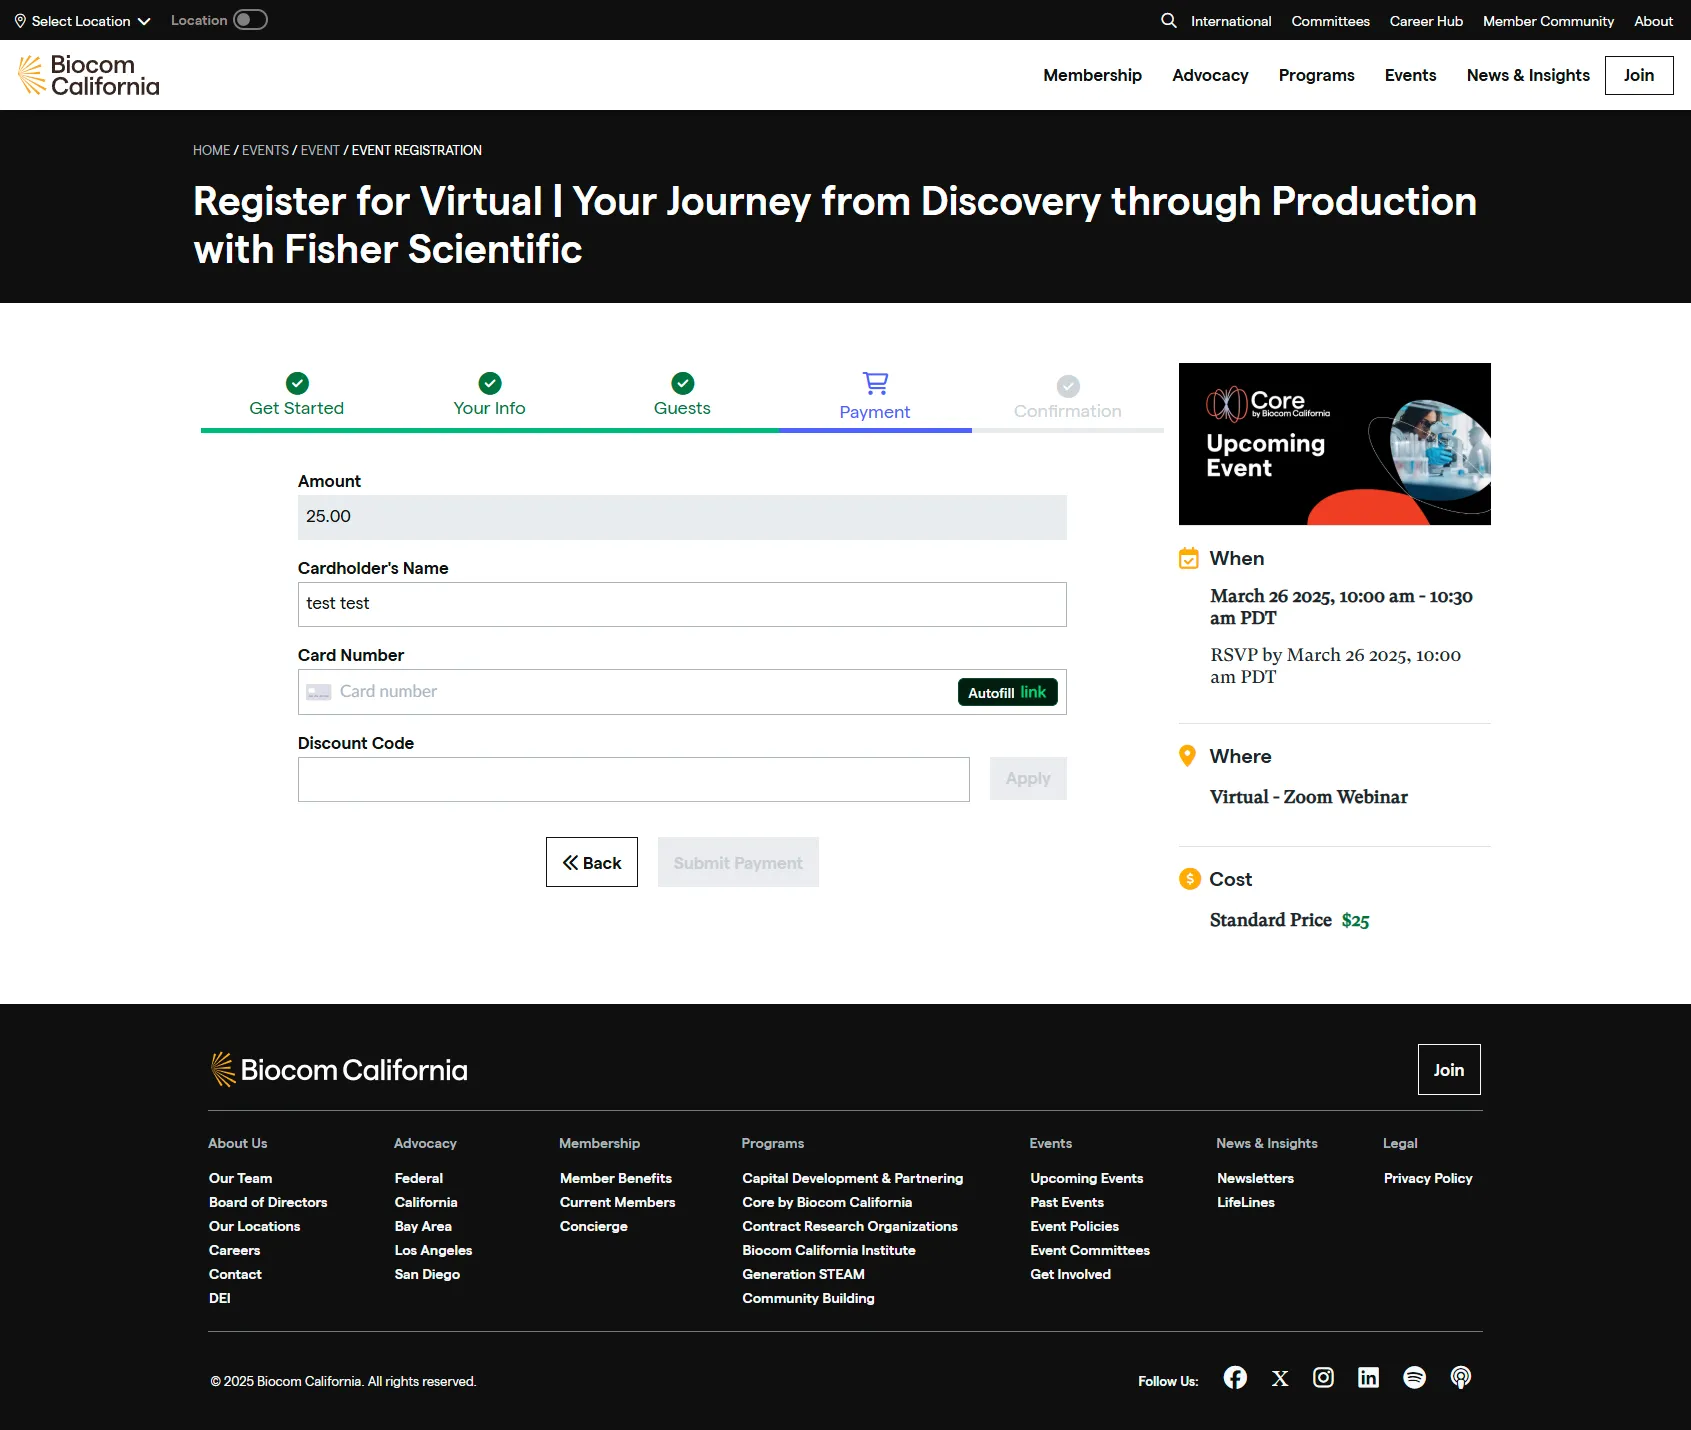 Select Location
Location
International
Committees
Career Hub
Member Community
About
Biocom
California
Membership
Advocacy
Programs
Events
News & Insights
Join
HOME / EVENTS / EVENT / EVENT REGISTRATION
Register for Virtual | Your Journey from Discovery through Production
with Fisher Scientific
Get Started
Your Info
Guests
Payment
Confirmation
Amount
25.00
Cardholder's Name
test test
Card Number
Card number
Autofill link
Discount Code
Apply
Back
Submit Payment
Core
by Biocom California
Upcoming
Event
When
March 26 2025, 10:00 am - 10:30
am PDT
RSVP by March 26 2025, 10:00
am PDT
Where
Virtual - Zoom Webinar
Cost
Standard Price $25
Biocom California
Join
About Us
Our Team
Board of Directors
Our Locations
Careers
Contact
DEI
Advocacy
Federal
California
Bay Area
Los Angeles
San Diego
Membership
Member Benefits
Current Members
Concierge
Programs
Capital Development & Partnering
Core by Biocom California
Contract Research Organizations
Biocom California Institute
Generation STEAM
Community Building
Events
Upcoming Events
Past Events
Event Policies
Event Committees
Get Involved
News & Insights
Newsletters
LifeLines
Legal
Privacy Policy
© 2025 Biocom California. All rights reserved.
Follow Us: